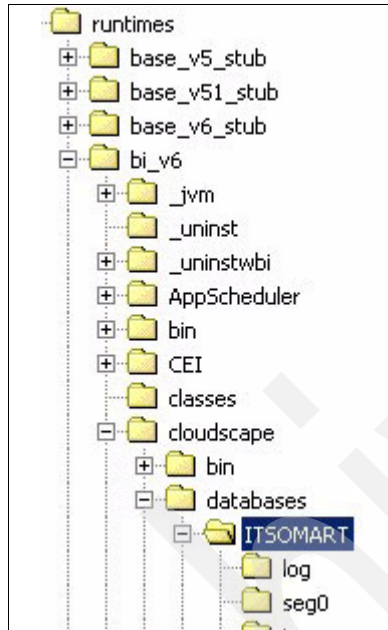 runtimes
base_v5_stub
base_v51_stub
base_v6_stub
bi_v6
_jvm
_uninst
_uninstwbi
AppScheduler
bin
CEI
classes
cloudscape
bin
databases
ITSOMART
log
seg0